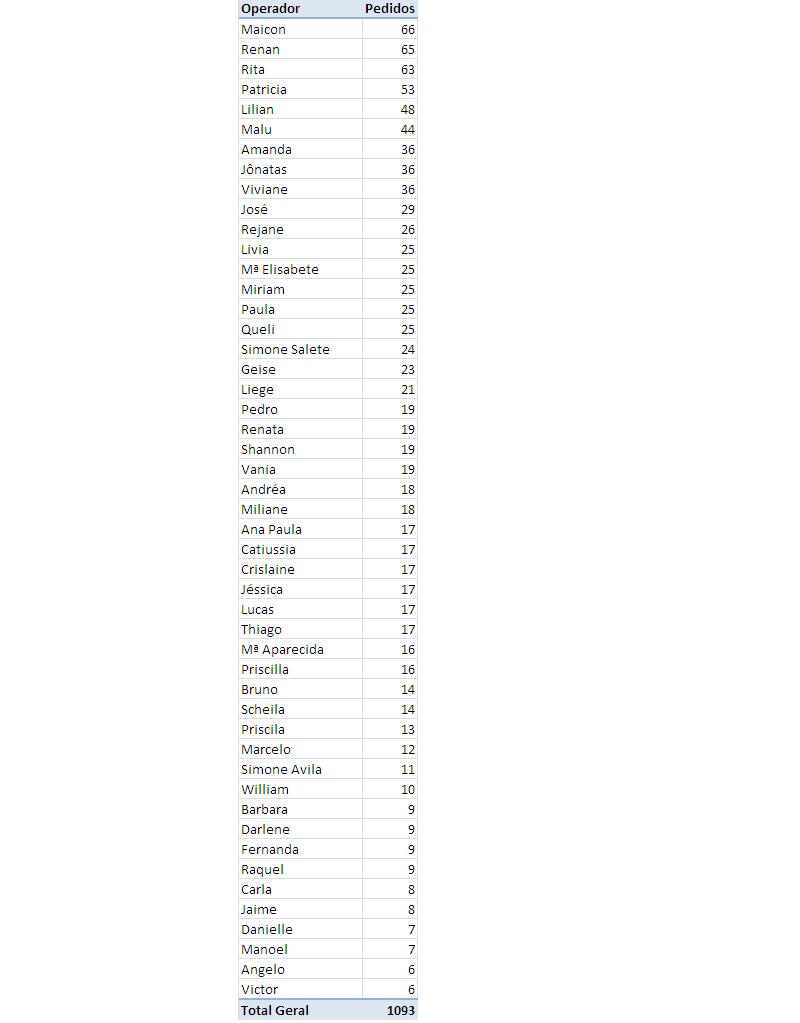 Operador Pedidos
Maicon 66
Renan 65
Rita 63
Patricia 53
Lilian 48
Malu 44
Amanda 36
Jônatas 36
Viviane 36
José 29
Rejane 26
Livia 25
Mª Elisabete 25
Miriam 25
Paula 25
Queli 25
Simone Salete 24
Geise 23
Liege 21
Pedro 19
Renata 19
Shannon 19
Vania 19
Andréa 18
Miliane 18
Ana Paula 17
Catiussia 17
Crislaine 17
Jéssica 17
Lucas 17
Thiago 17
Mª Aparecida 16
Priscilla 16
Bruno 14
Scheila 14
Priscila 13
Marcelo 12
Simone Avila 11
William 10
Barbara 9
Darlene 9
Fernanda 9
Raquel 9
Carla 8
Jaime 8
Danielle 7
Manoel 7
Angelo 6
Victor 6
Total Geral 1093